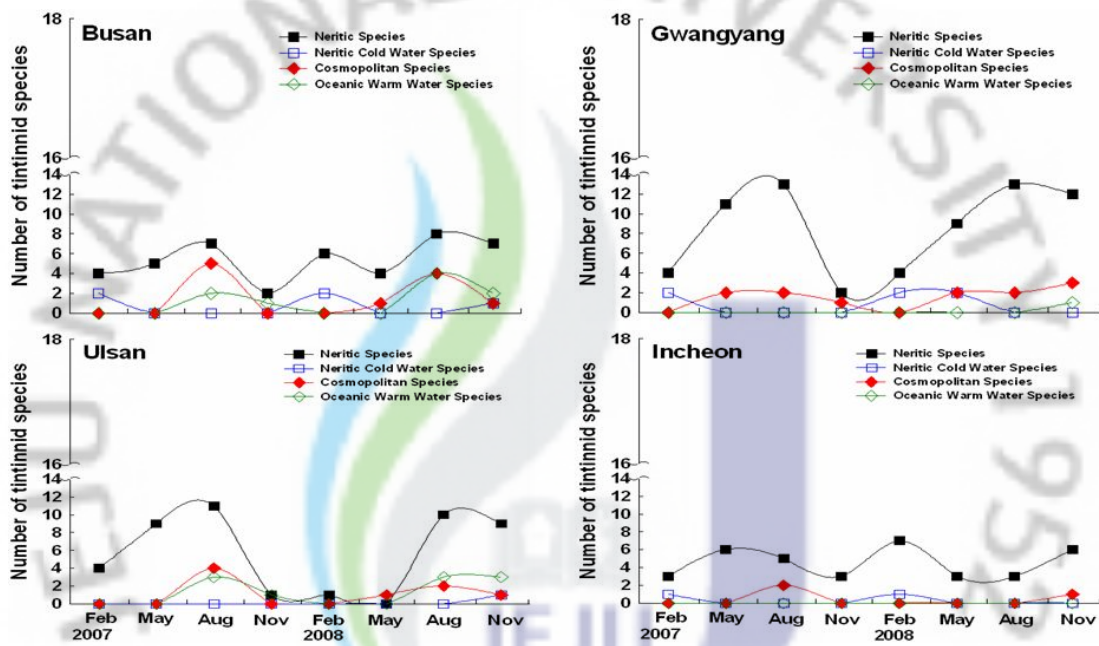 Busan
Neritic Species
Neritic Cold Water Species
Cosmopolitan Species
Oceanic Warm Water Species
Number of tintinnid species
18
16
14
12
10
8
6
4
2
0
Gwangyang
Neritic Species
Neritic Cold Water Species
Cosmopolitan Species
Oceanic Warm Water Species
Number of tintinnid species
18
16
14
12
10
8
6
4
2
0
Ulsan
Neritic Species
Neritic Cold Water Species
Cosmopolitan Species
Oceanic Warm Water Species
Number of tintinnid species
18
16
14
12
10
8
6
4
2
0
Feb May Aug Nov Feb May Aug Nov
2007 2008
Incheon
Neritic Species
Neritic Cold Water Species
Cosmopolitan Species
Oceanic Warm Water Species
Number of tintinnid species
18
16
14
12
10
8
6
4
2
0
Feb May Aug Nov Feb May Aug Nov
2007 2008